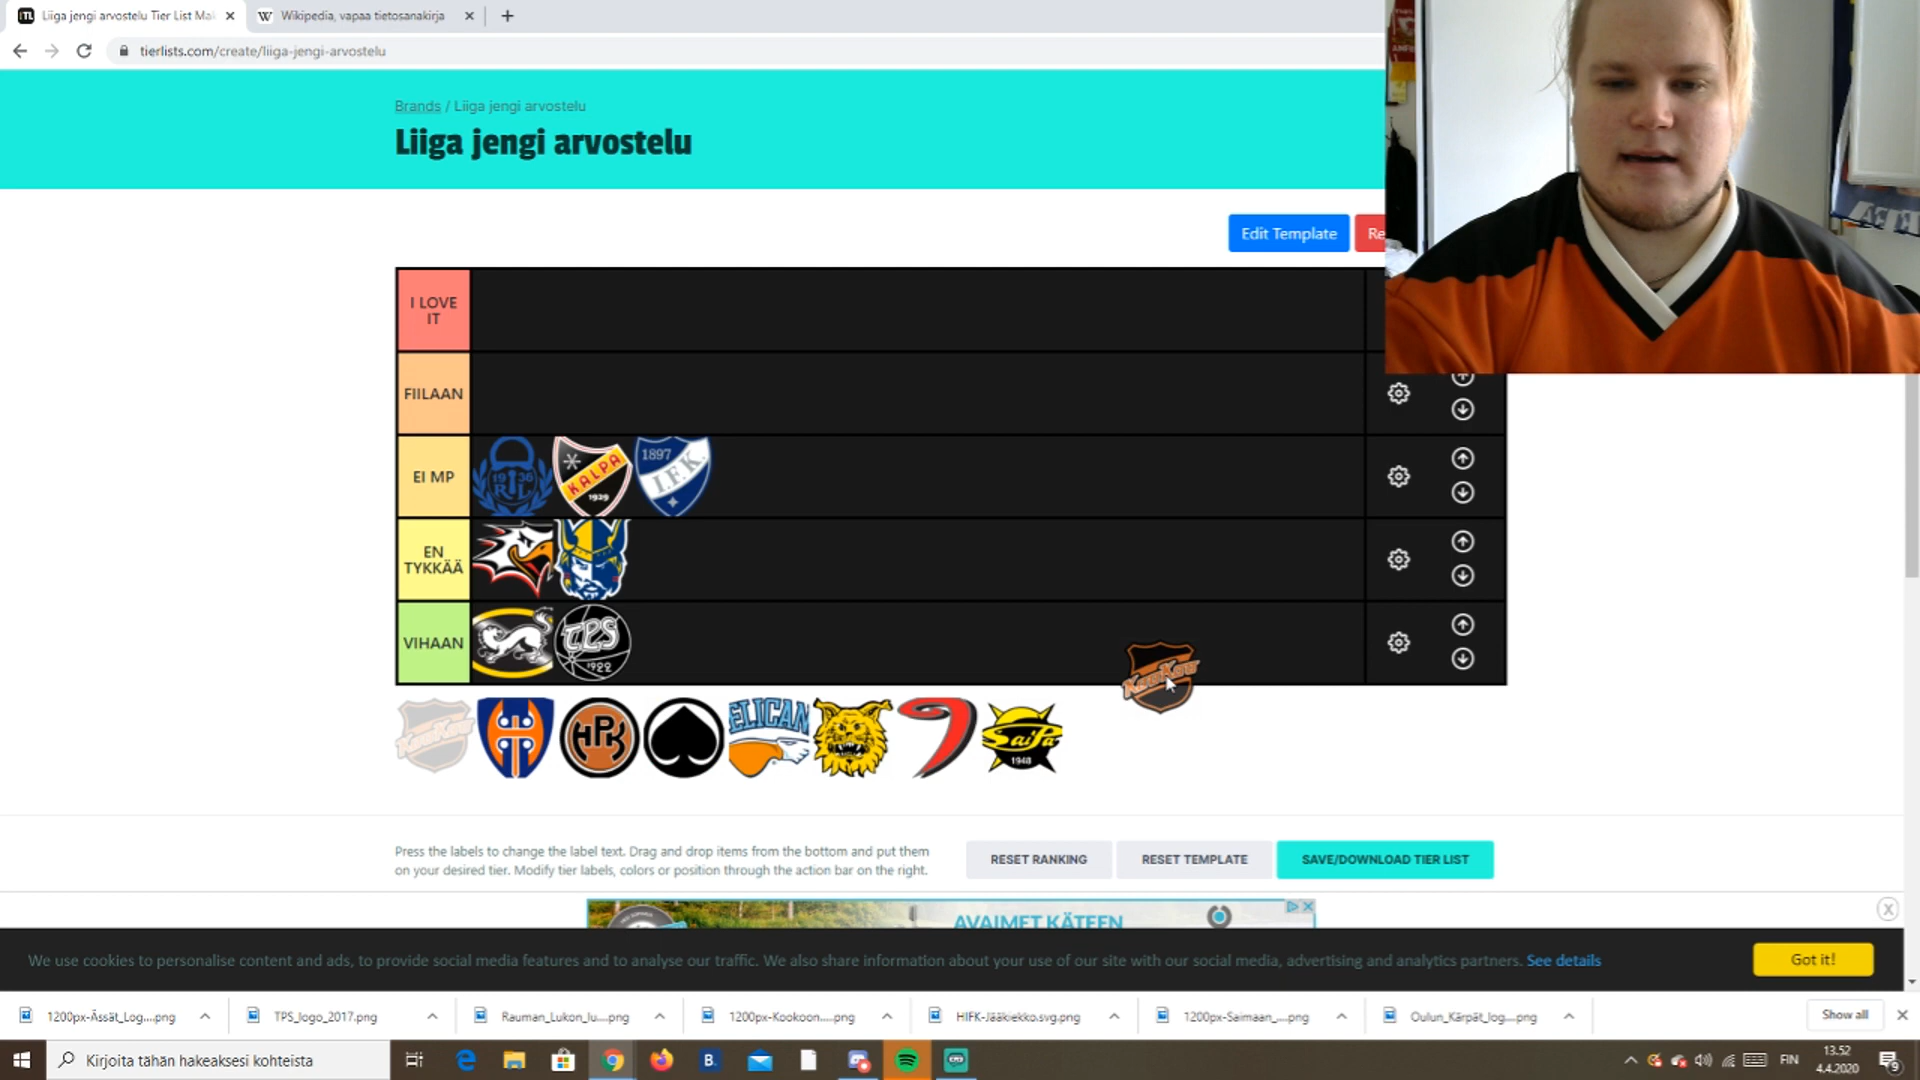 Liiga jengi arvostelu Tier List Mal
Wikipedia, vapaa tietosanakirja
tierlists.com/create/liiga-jengi-arvostelu
Brands / Liiga jengi arvostelu
Liiga jengi arvostelu
Edit Template
Re
I LOVE IT
FIILAAN
EI MP
1936
RL
KALPA
1929
1897
I.F.K.
EN TYKKÄÄ
VIHAAN
TPS
1922
KooKoo
KooKoo
HPK
ELICAN
SaiPa
1948
Press the labels to change the label text. Drag and drop items from the bottom and put them
on your desired tier. Modify tier labels, colors or position through the action bar on the right.
RESET RANKING
RESET TEMPLATE
SAVE/DOWNLOAD TIER LIST
AVAIMET KÄTEEN
We use cookies to personalise content and ads, to provide social media features and to analyse our traffic. We also share information about your use of our site with our social media, advertising and analytics partners. See details
Got it!
1200px-Ässät_Log....png
TPS_logo_2017.png
Rauman_Lukon_lu....png
1200px-Kookoon.....png
HIFK-Jääkiekko.svg.png
1200px-Saimaan_....png
Oulun_Kärpät_log....png
Show all
Kirjoita tähän hakeaksesi kohteista
B.
FIN
13.52
4.4.2020
9